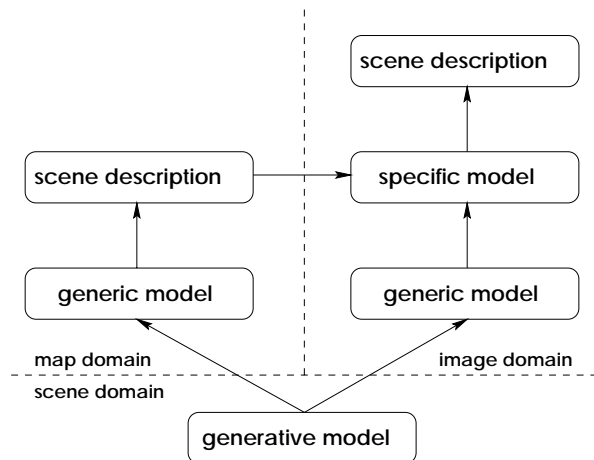 scene description
scene description
specific model
generic model
generic model
map domain
image domain
scene domain
generative model